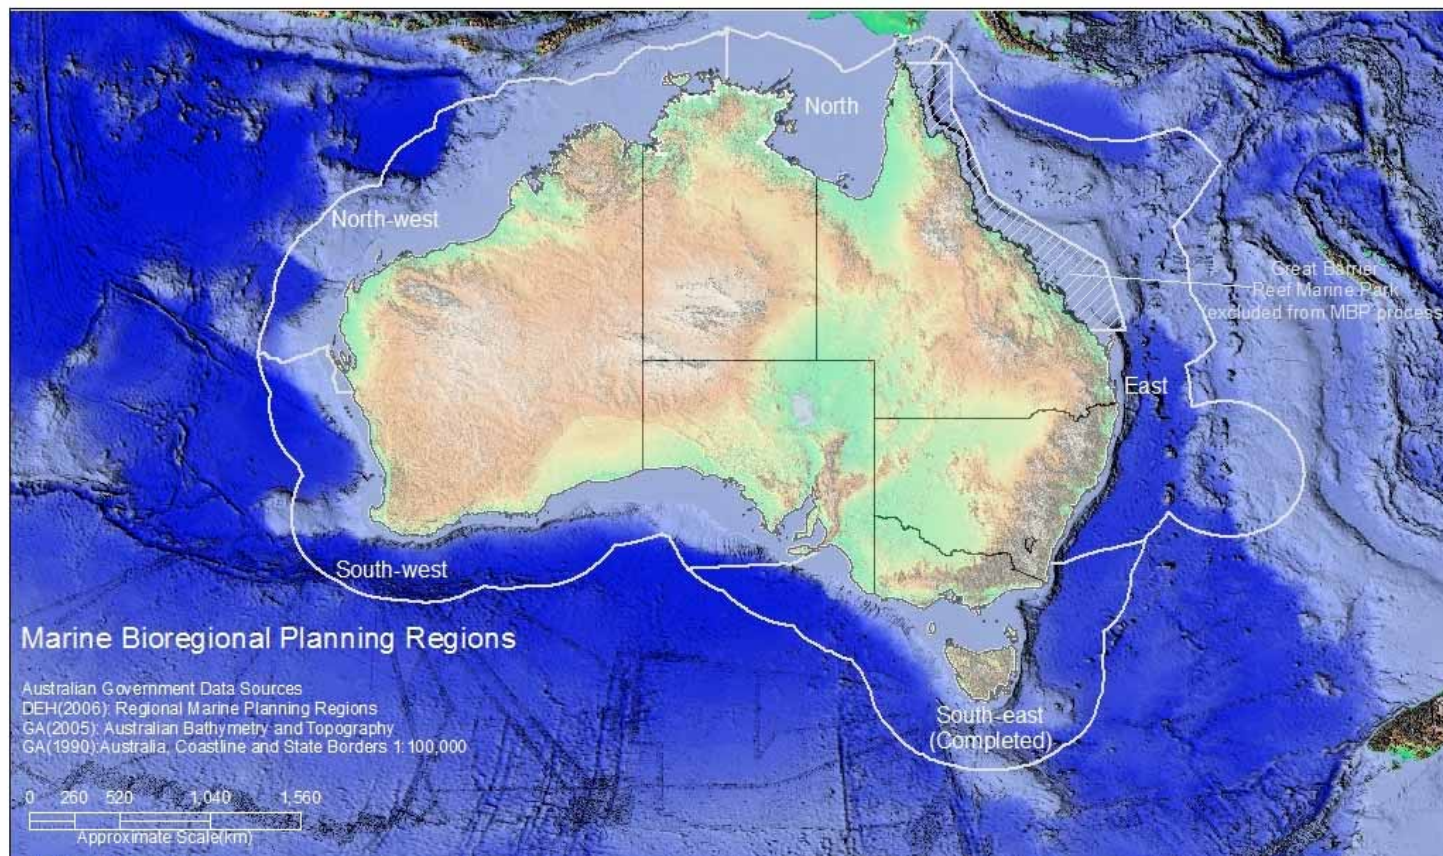 North
North-west
Great Barrier
Reef Marine Park
(excluded from MBP process
East
South-west
Marine Bioregional Planning Regions
Australian Government Data Sources
DEH(2006): Regional Marine Planning Regions
GA(2005): Australian Bathymetry and Topography
GA(1990):Australia, Coastline and State Borders 1:100,000
South-east
(Completed)
0 260 520 1,040 1,560
Approximate Scale(km)